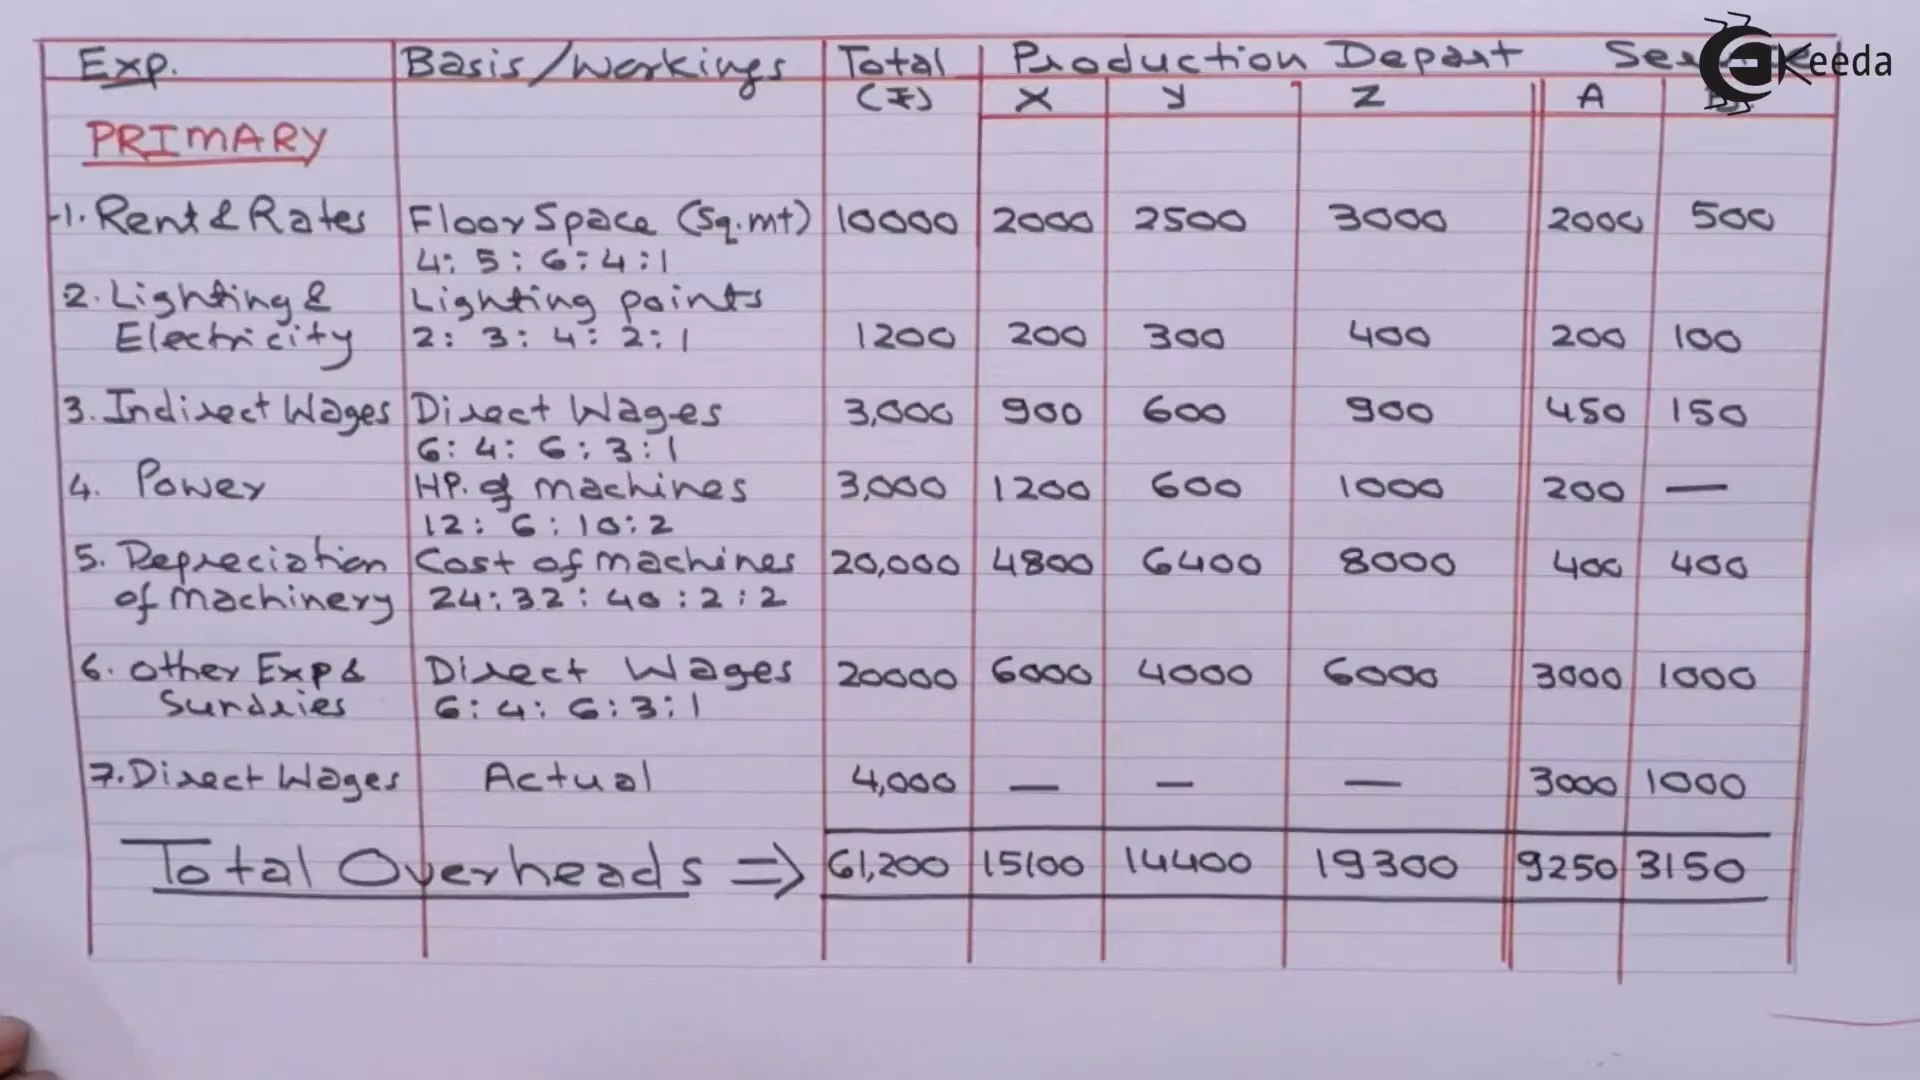 Exp. Basis/Workings Total Production Depart
(₹) X Y Z A
PRIMARY
1. Rent & Rates Floor Space (Sq.mt) 10000 2000 2500 3000 2000 500
4: 5: 6: 4: 1
2. Lighting & Lighting points
Electricity 2: 3: 4: 2: 1 1200 200 300 400 200 100
3. Indirect Wages Direct Wages 3,000 900 600 900 450 150
6: 4: 6: 3: 1
4. Power HP. of machines 3,000 1200 600 1000 200 —
12: 6: 10: 2
5. Depreciation Cost of machines 20,000 4800 6400 8000 400 400
of machinery 24: 32: 40: 2: 2
6. Other Exp & Direct Wages 20000 6000 4000 6000 3000 1000
Sundries 6: 4: 6: 3: 1
7. Direct Wages Actual 4,000 — — — 3000 1000
Total Overheads ⇒ 61,200 15100 14400 19300 9250 3150
Keeda